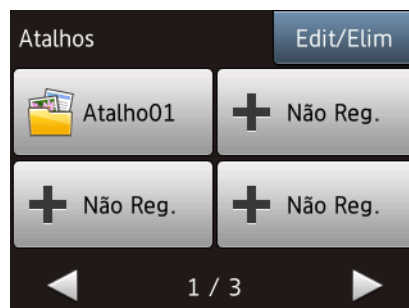 Atalhos Edit/Elim
Atalho01 Não Reg.
Não Reg. Não Reg.
1 / 3